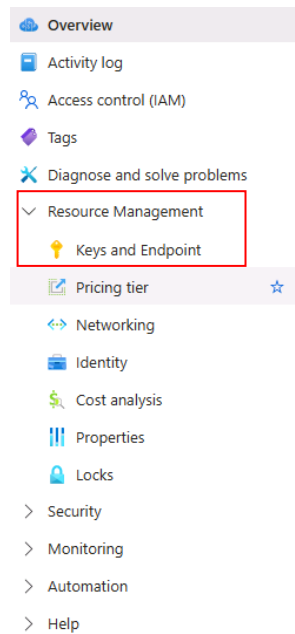 Overview
Activity log
Access control (IAM)
Tags
Diagnose and solve problems
Resource Management
Keys and Endpoint
Pricing tier
Networking
Identity
Cost analysis
Properties
Locks
Security
Monitoring
Automation
Help